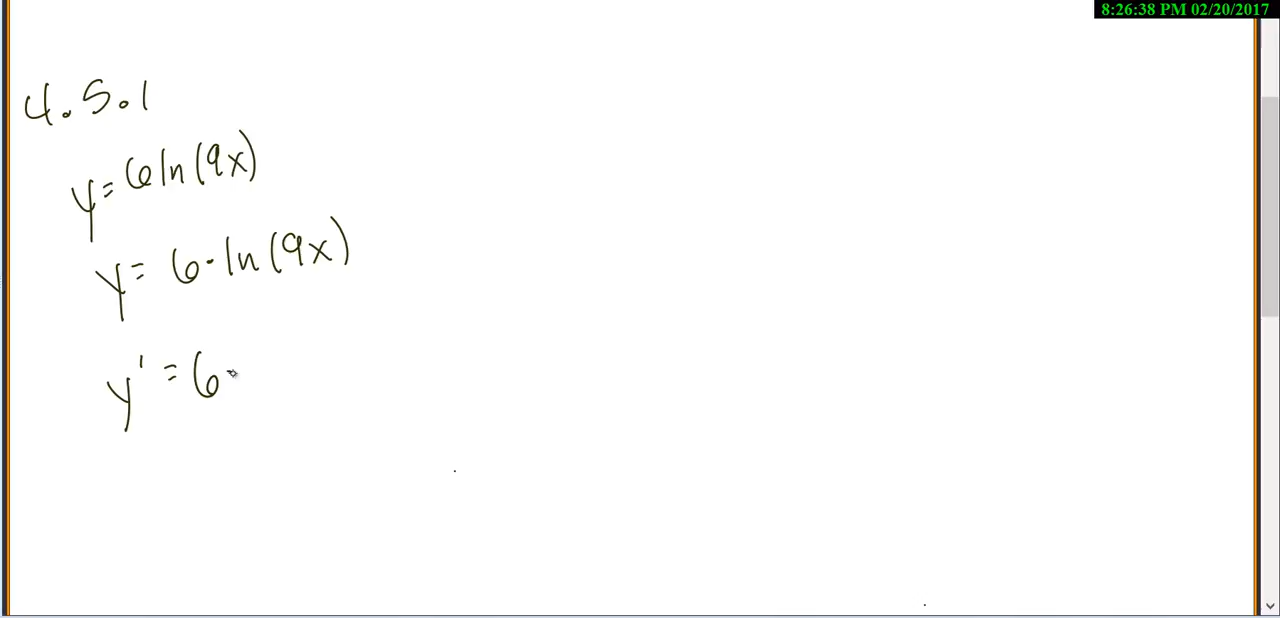 8:26:38 PM 02/20/2017
4.5.1
y=6ln(9x)
y=6·ln(9x)
y'=6·